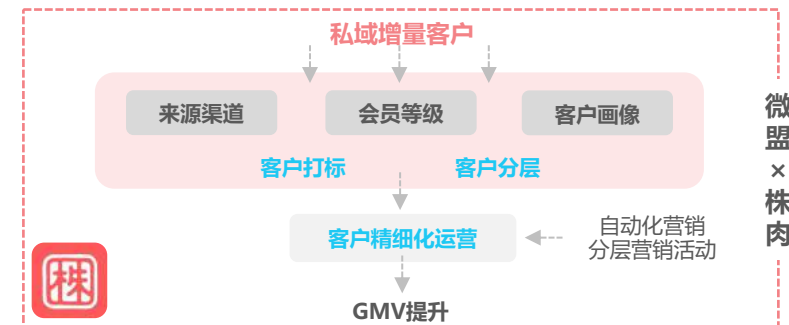 私域增量客户
来源渠道
会员等级
客户画像
客户打标
客户分层
客户精细化运营
自动化营销
分层营销活动
GMV提升
微盟×株肉
株